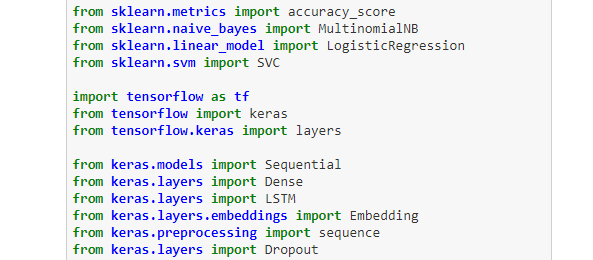 from sklearn.metrics import accuracy_score
from sklearn.naive_bayes import MultinomialNB
from sklearn.linear_model import LogisticRegression
from sklearn.svm import SVC
import tensorflow as tf
from tensorflow import keras
from tensorflow.keras import layers
from keras.models import Sequential
from keras.layers import Dense
from keras.layers import LSTM
from keras.layers.embeddings import Embedding
from keras.preprocessing import sequence
from keras.layers import Dropout